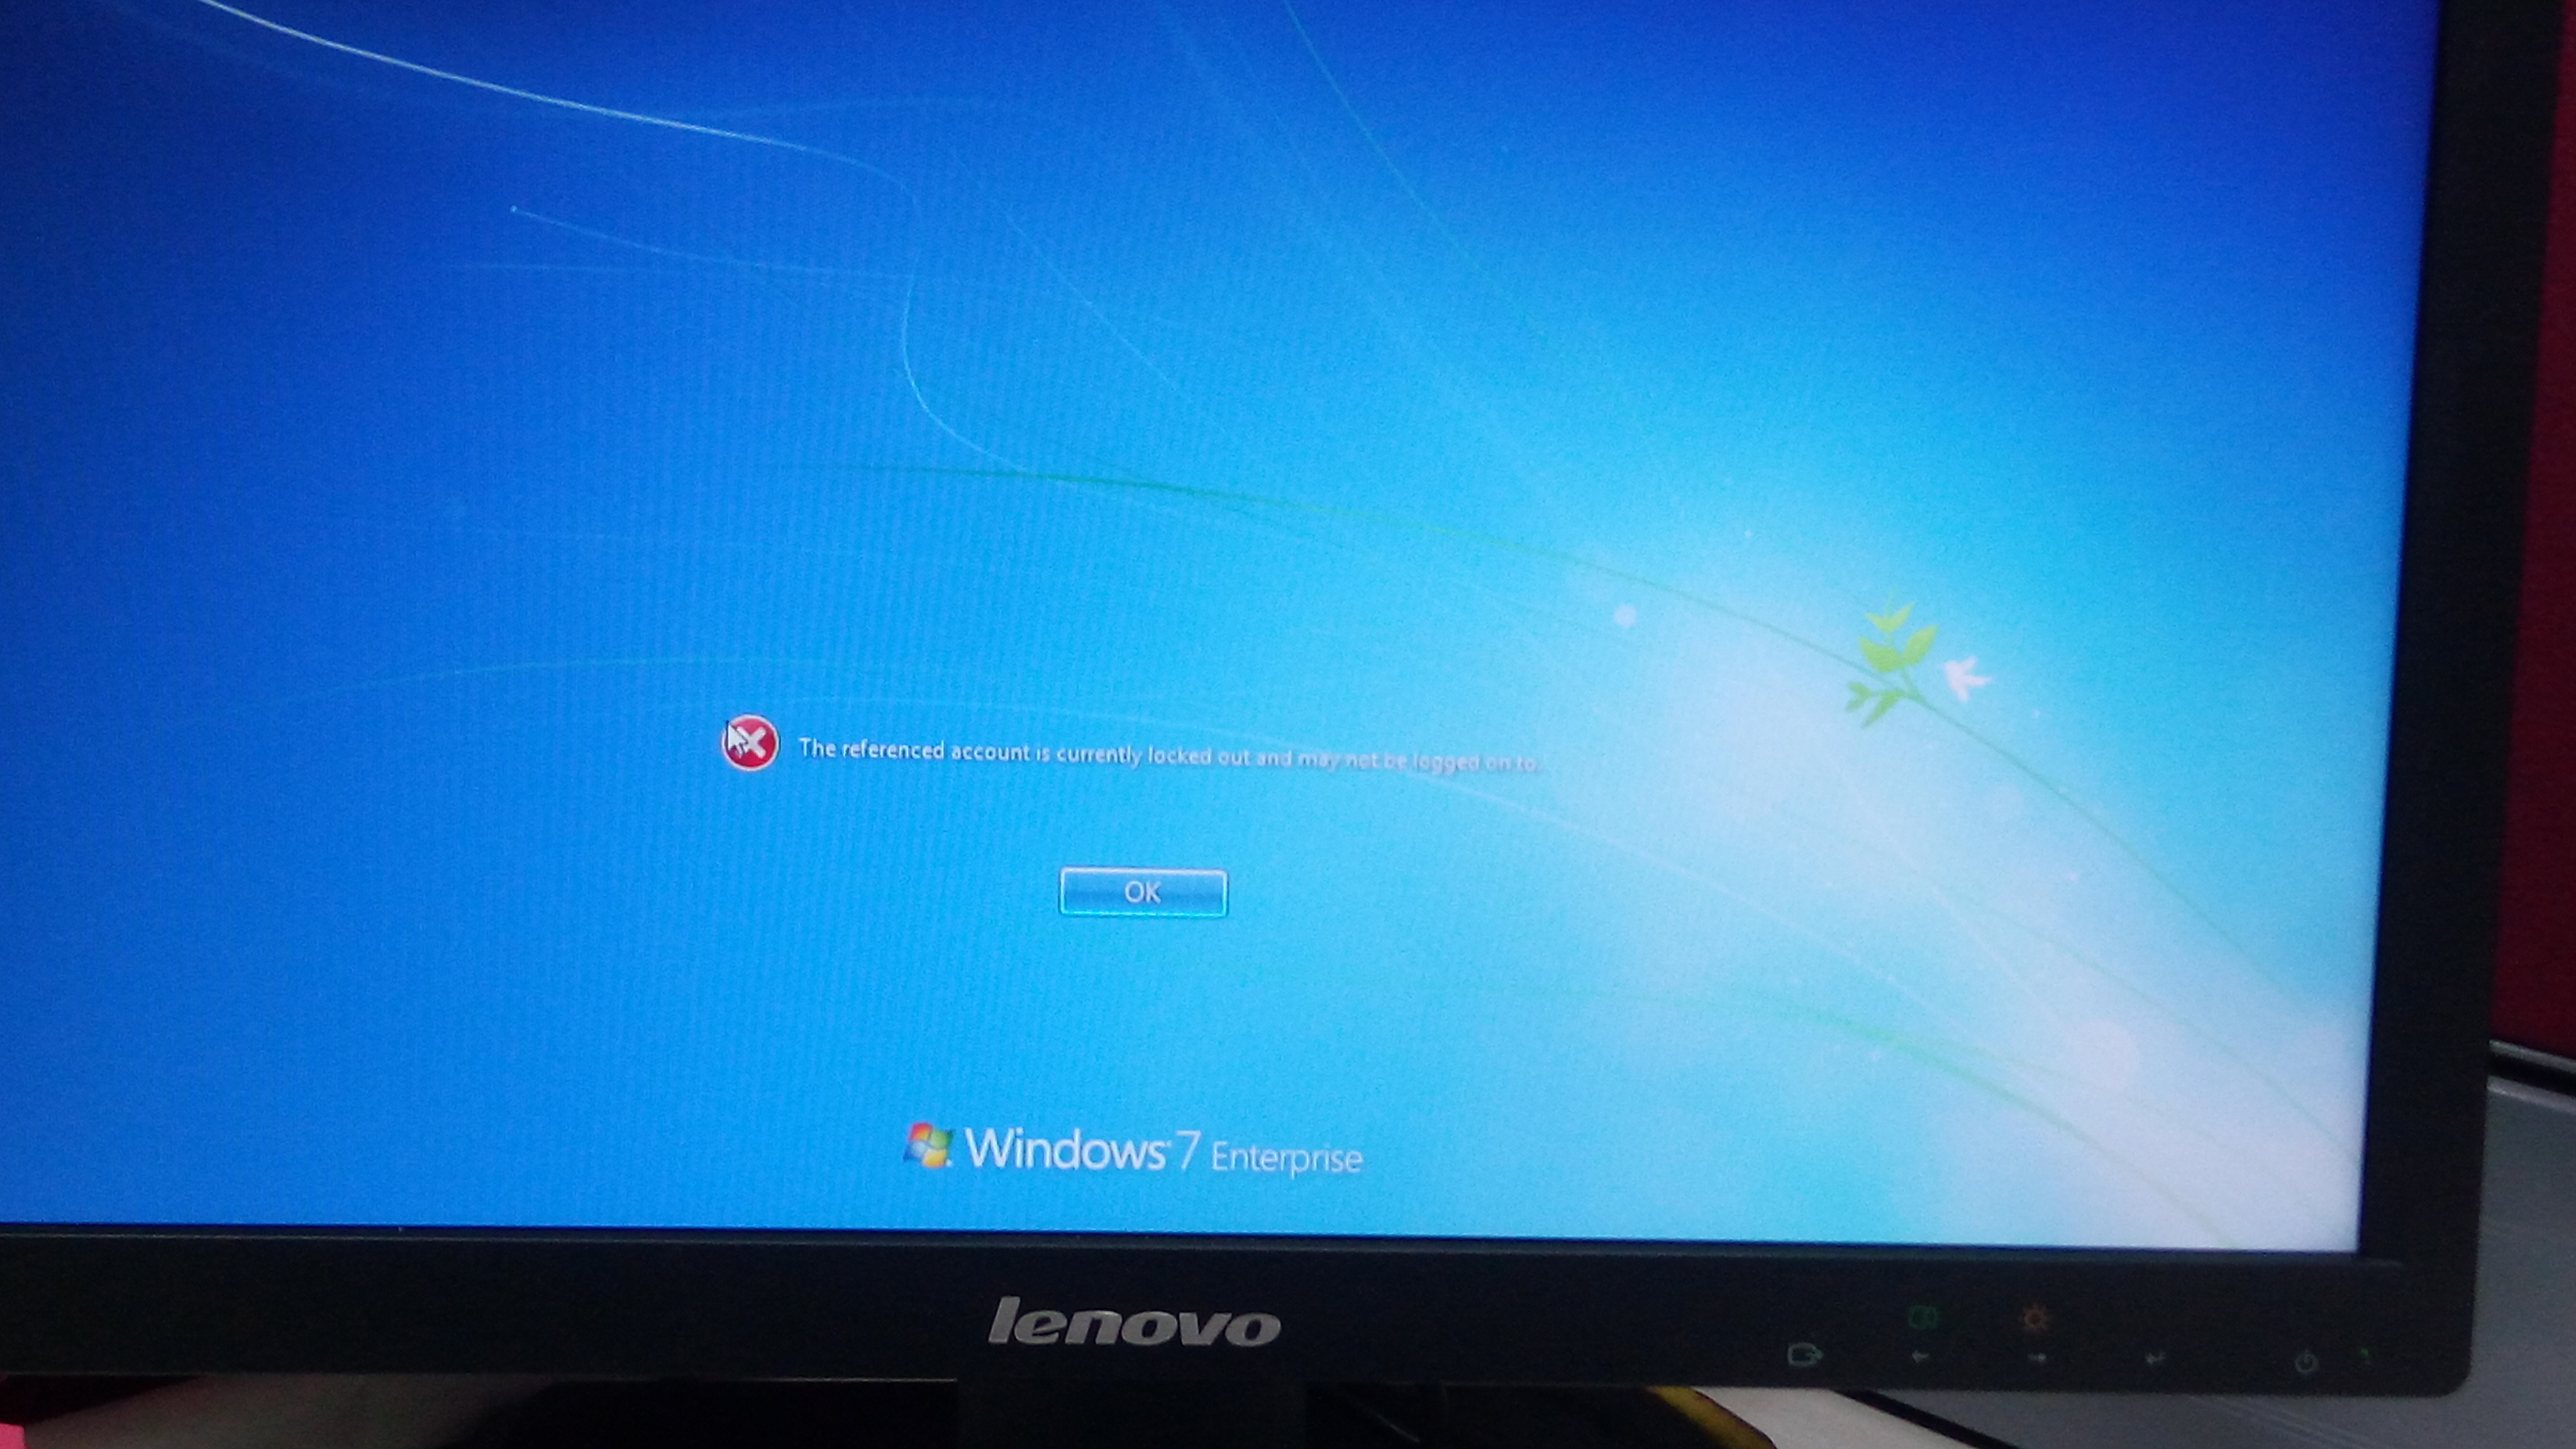 The referenced account is currently locked out and may not be logged on to.
OK
Windows 7 Enterprise
lenovo